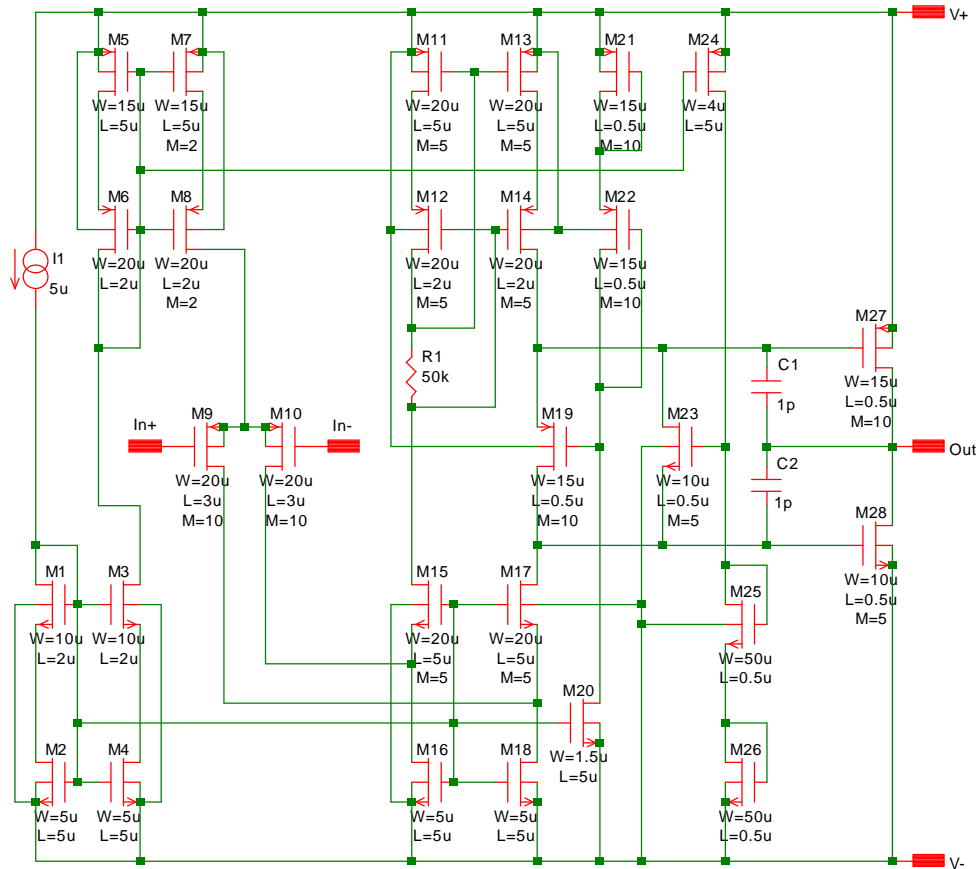 V+
M5
M7
M11
M13
M21
M24
W=15u
L=5u
W=15u
L=5u
M=2
W=20u
L=5u
M=5
W=20u
L=5u
M=5
W=15u
L=0.5u
M=10
W=4u
L=5u
M6
M8
M12
M14
M22
W=20u
L=2u
W=20u
L=2u
M=2
W=20u
L=2u
M=5
W=20u
L=2u
M=5
W=15u
L=0.5u
M=10
I1
5u
M27
W=15u
L=0.5u
M=10
R1
50k
C1
1p
In+
M9
M10
In-
W=20u
L=3u
M=10
W=20u
L=3u
M=10
M19
W=15u
L=0.5u
M=10
M23
W=10u
L=0.5u
M=5
Out
C2
1p
M28
W=10u
L=0.5u
M=5
M1
M3
W=10u
L=2u
W=10u
L=2u
M15
M17
W=20u
L=5u
M=5
W=20u
L=5u
M=5
M25
W=50u
L=0.5u
M20
W=1.5u
L=5u
M2
M4
W=5u
L=5u
W=5u
L=5u
M16
M18
W=5u
L=5u
W=5u
L=5u
M26
W=50u
L=0.5u
V-